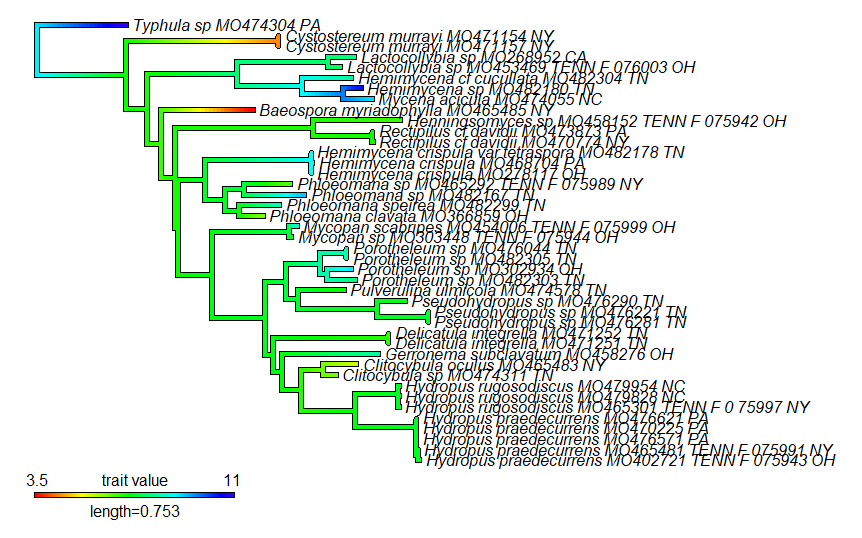 Typhula sp MO474304 PA
Cystostereum murrayi MO471154 NY
Cystostereum murrayi MO471157 NY
Lactocollybia sp MO268952 CA
Lactocollybia sp MO453469 TENN F 076003 OH
Hemimycena cf cucullata MO482304 TN
Hemimycena sp MO482180 TN
Mycena acicula MO474055 NC
Baeospora myriadophylla MO465485 NY
Henningsomyces sp MO458152 TENN F 075942 OH
Rectipilus cf davidii MO473873 PA
Rectipilus cf davidii MO470774 NY
Hemimycena crispula var tetraspora MO482178 TN
Hemimycena crispula MO468704 PA
Hemimycena crispula MO278117 OH
Phloeomana sp MO465292 TENN F 075989 NY
Phloeomana sp MO482167 TN
Phloeomana speirea MO482299 TN
Phloeomana clavata MO366859 OH
Mycopan scabripes MO454006 TENN F 075999 OH
Mycopan sp MO303448 TENN F 075944 OH
Porotheleum sp MO476044 TN
Porotheleum sp MO482305 TN
Porotheleum sp MO302934 OH
Porotheleum sp MO482303 TN
Pulverulina ulmicola MO474578 TN
Pseudohydropus sp MO476290 TN
Pseudohydropus sp MO476221 TN
Pseudohydropus sp MO476281 TN
Delicatula integrella MO471252 TN
Delicatula integrella MO471251 TN
Gerronema subclavatum MO458276 OH
Clitocybula oculus MO465483 NY
Clitocybula sp MO474311 TN
Hydropus rugosodiscus MO479954 NC
Hydropus rugosodiscus MO479828 NC
Hydropus rugosodiscus MO465301 TENN F 0 75997 NY
Hydropus praedecurrens MO476621 PA
Hydropus praedecurrens MO470225 PA
Hydropus praedecurrens MO476571 PA
Hydropus praedecurrens MO465481 TENN F 075991 NY
Hydropus praedecurrens MO402721 TENN F 075943 OH
3.5 trait value 11
length=0.753